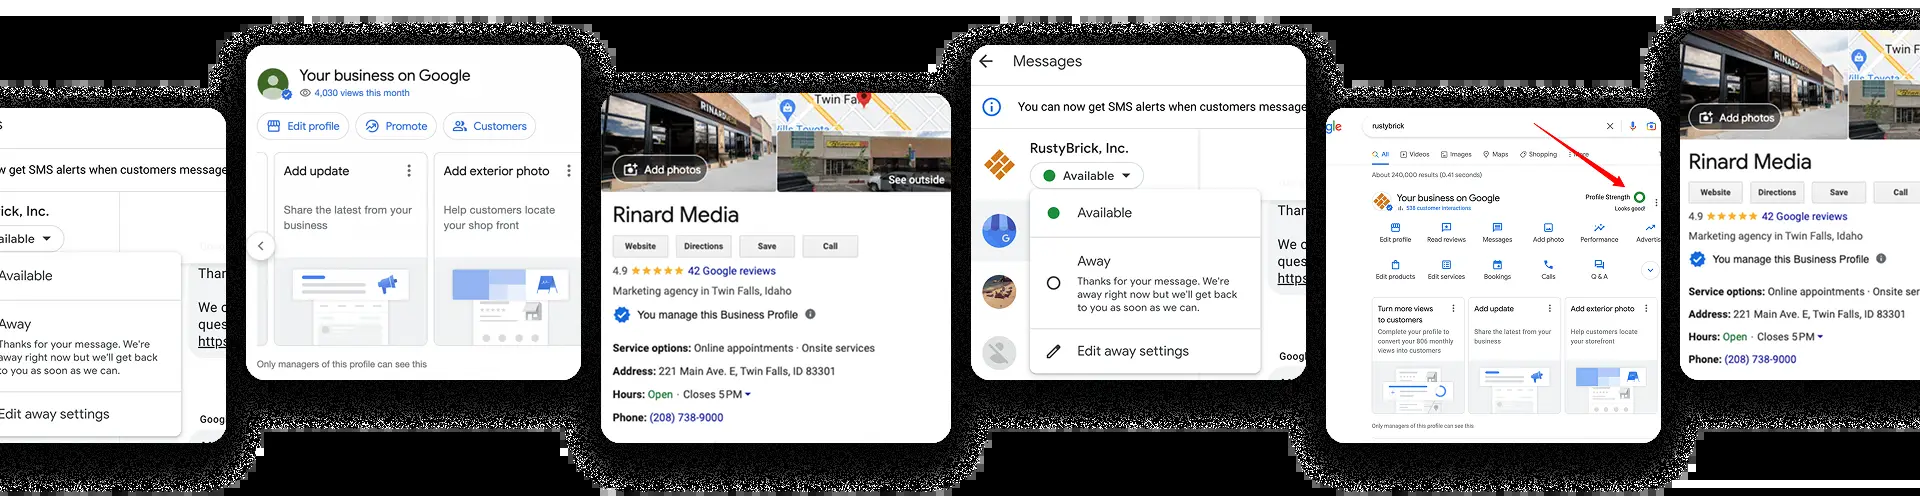 s
w get SMS alerts when customers message
ick, Inc.
ailable
Available
Away
Thanks for your message. We're
away right now but we'll get back
to you as soon as we can.
Edit away settings
Than
We c
ques
https
Goog
Your business on Google
4,030 views this month
Edit profile
Promote
Customers
Add update
Share the latest from your
business
Add exterior photo
Help customers locate
your shop front
Only managers of this profile can see this
RINARD
Twin Fa
ills Toyota
Add photos
See outside
Rinard Media
Website
Directions
Save
Call
4.9
42 Google reviews
Marketing agency in Twin Falls, Idaho
You manage this Business Profile
Service options: Online appointments · Onsite services
Address: 221 Main Ave. E, Twin Falls, ID 83301
Hours: Open · Closes 5 PM
Phone: (208) 738-9000
Messages
You can now get SMS alerts when customers message
RustyBrick, Inc.
Available
Available
Away
Thanks for your message. We're
away right now but we'll get back
to you as soon as we can.
Edit away settings
Than
We c
ques
https
Goog
gle
rustybrick
All
Videos
Images
Maps
Shopping
More
About 240,000 results (0.41 seconds)
Your business on Google
538 customer interactions
Profile Strength
Looks good!
Edit profile
Read reviews
Messages
Add photo
Performance
Advertis
Edit products
Edit services
Bookings
Calls
Q & A
Turn more views
to customers
Complete your profile to
convert your 806 monthly
views into customers
Add update
Share the latest from your
business
Add exterior photo
Help customers locate
your storefront
Only managers of this profile can see this
Twin F
ills Toyota
Add photos
Rinard Media
Website
Directions
Save
Call
4.9
42 Google reviews
Marketing agency in Twin Falls, Idaho
You manage this Business Profile
Service options: Online appointments · Onsite ser
Address: 221 Main Ave. E, Twin Falls, ID 83301
Hours: Open · Closes 5 PM
Phone: (208) 738-9000